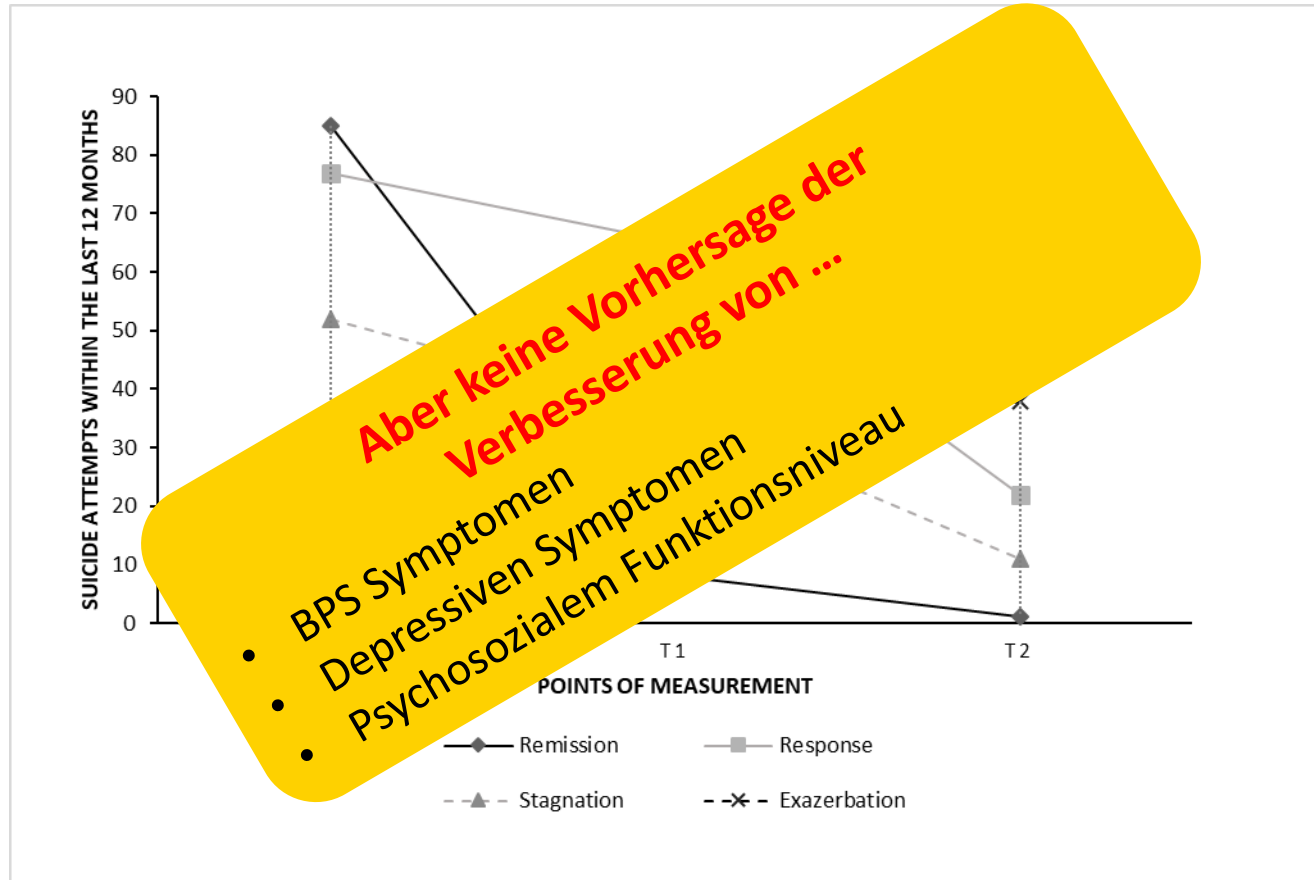 90
80
70
60
50
40
30
20
10
0
SUICIDE ATTEMPTS WITHIN THE LAST 12 MONTHS
Aber keine Vorhersage der
Verbesserung von ...
• BPS Symptomen
• Depressiven Symptomen
• Psychosozialem Funktionsniveau
T 1
T 2
POINTS OF MEASUREMENT
Remission
Response
Stagnation
Exazerbation